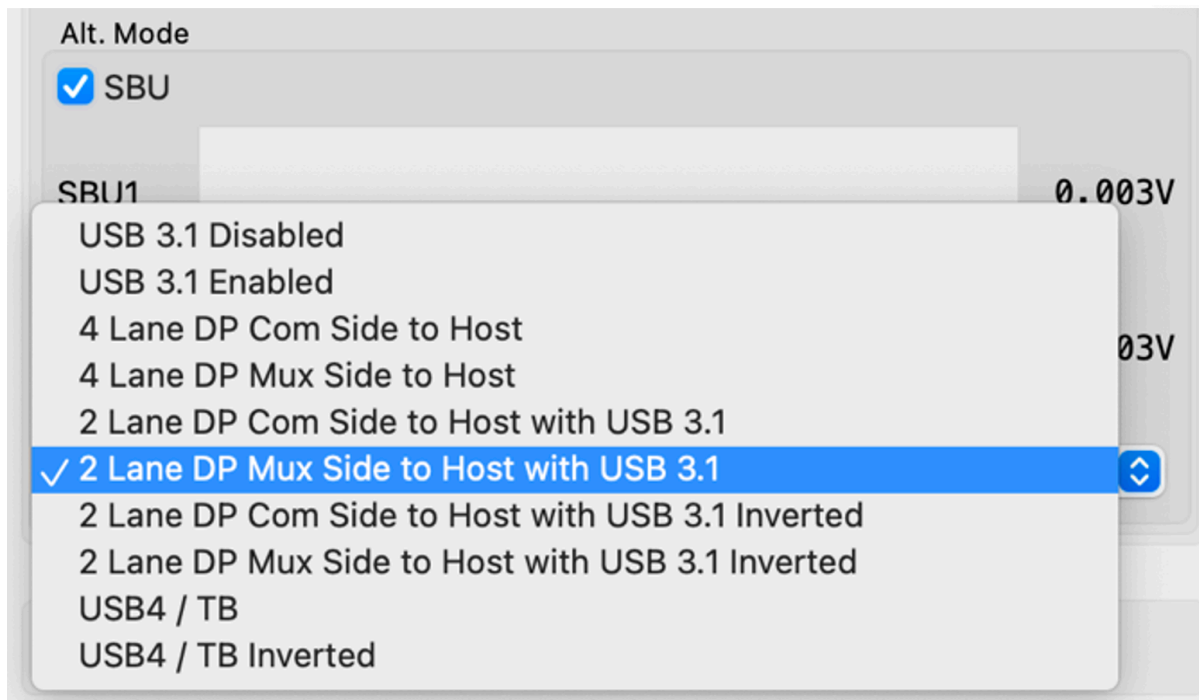 Alt. Mode
SBU
SBU1
0.003V
USB 3.1 Disabled
USB 3.1 Enabled
4 Lane DP Com Side to Host
03V
4 Lane DP Mux Side to Host
2 Lane DP Com Side to Host with USB 3.1
2 Lane DP Mux Side to Host with USB 3.1
2 Lane DP Com Side to Host with USB 3.1 Inverted
2 Lane DP Mux Side to Host with USB 3.1 Inverted
USB4 / TB
USB4 / TB Inverted